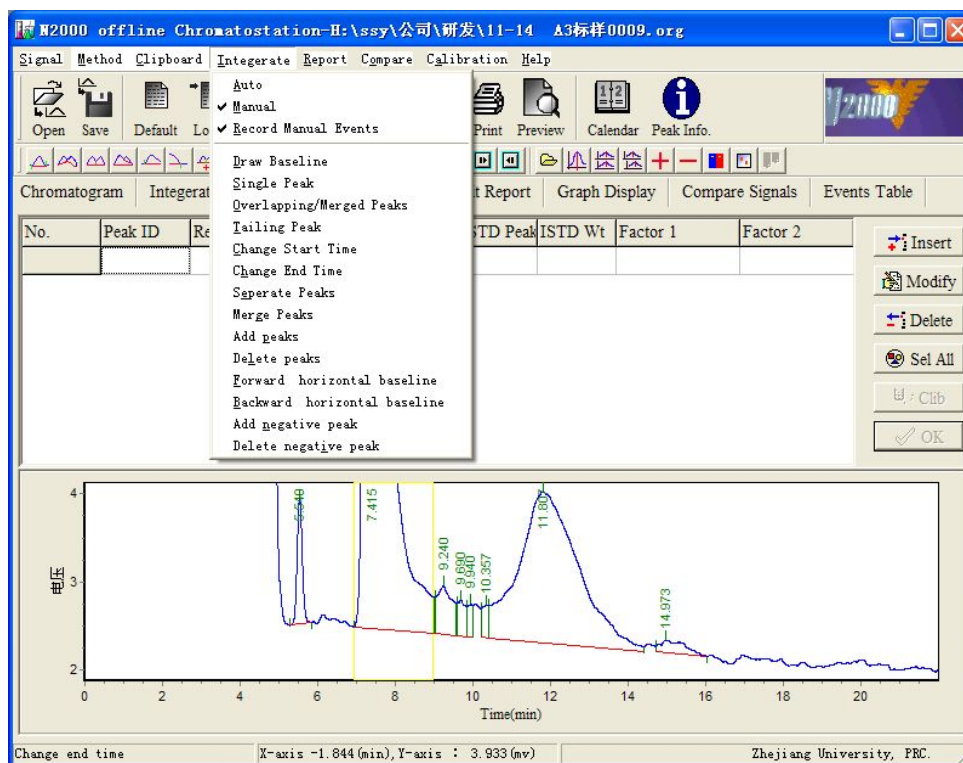 N2000 offline Chromatostation-H:\ssy\公司\研发\11-14 A3标样0009.org
Signal Method Clipboard Integerate Report Compare Calibration Help
Auto
Manual
Record Manual Events
Draw Baseline
Single Peak
Overlapping/Merged Peaks
Tailing Peak
Change Start Time
Change End Time
Seperate Peaks
Merge Peaks
Add peaks
Delete peaks
Forward horizontal baseline
Backward horizontal baseline
Add negative peak
Delete negative peak
Open Save Default Lo Print Preview Calendar Peak Info.
N2000
Chromatogram Integerat t Report Graph Display Compare Signals Events Table
No. Peak ID Re STD Peak ISTD Wt Factor 1 Factor 2
Insert
Modify
Delete
Sel All
Clib
OK
电压
4
3
2
5.540
7.415
9.240
9.690
9.940
10.357
11.807
14.973
0 2 4 6 8 10 12 14 16 18 20
Time(min)
Change end time X-axis -1.844(min),Y-axis : 3.933(mv) Zhejiang University, PRC.